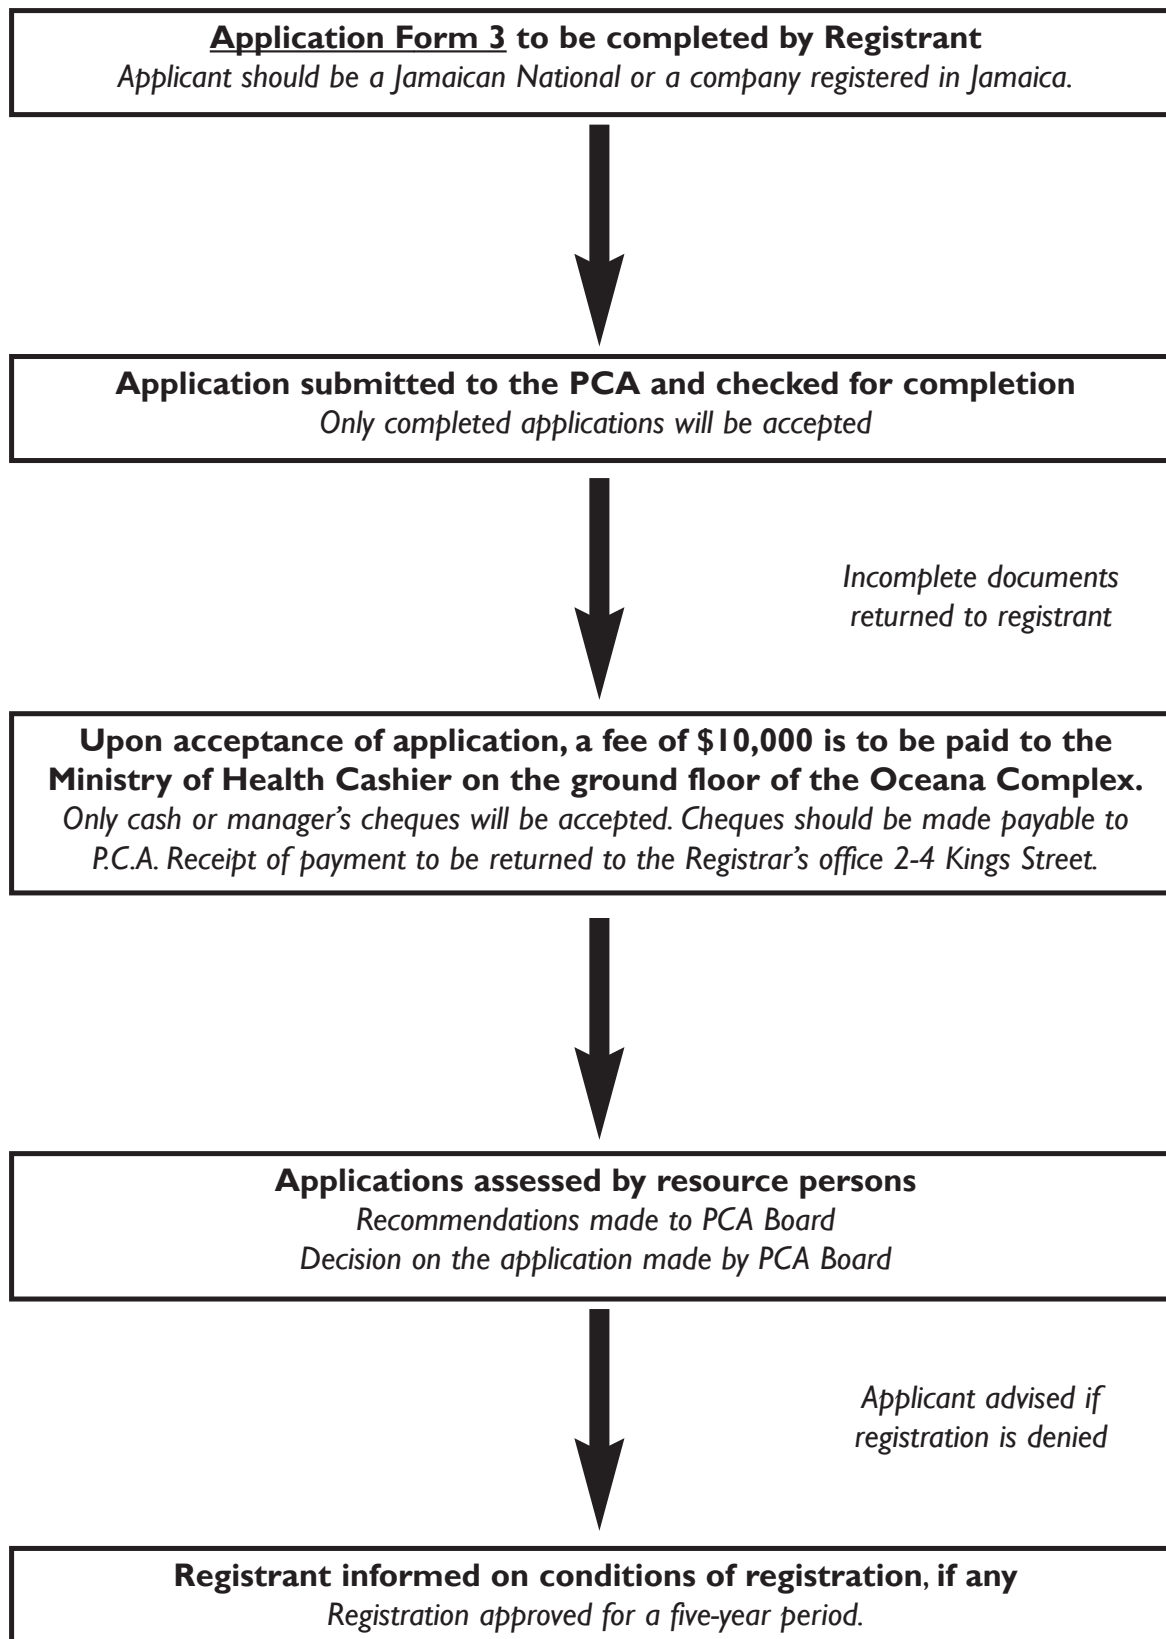 Application Form 3 to be completed by Registrant
Applicant should be a Jamaican National or a company registered in Jamaica.
Application submitted to the PCA and checked for completion
Only completed applications will be accepted
Incomplete documents
returned to registrant
Upon acceptance of application, a fee of $10,000 is to be paid to the
Ministry of Health Cashier on the ground floor of the Oceana Complex.
Only cash or manager’s cheques will be accepted. Cheques should be made payable to
P.C.A. Receipt of payment to be returned to the Registrar’s office 2-4 Kings Street.
Applications assessed by resource persons
Recommendations made to PCA Board
Decision on the application made by PCA Board
Applicant advised if
registration is denied
Registrant informed on conditions of registration, if any
Registration approved for a five-year period.